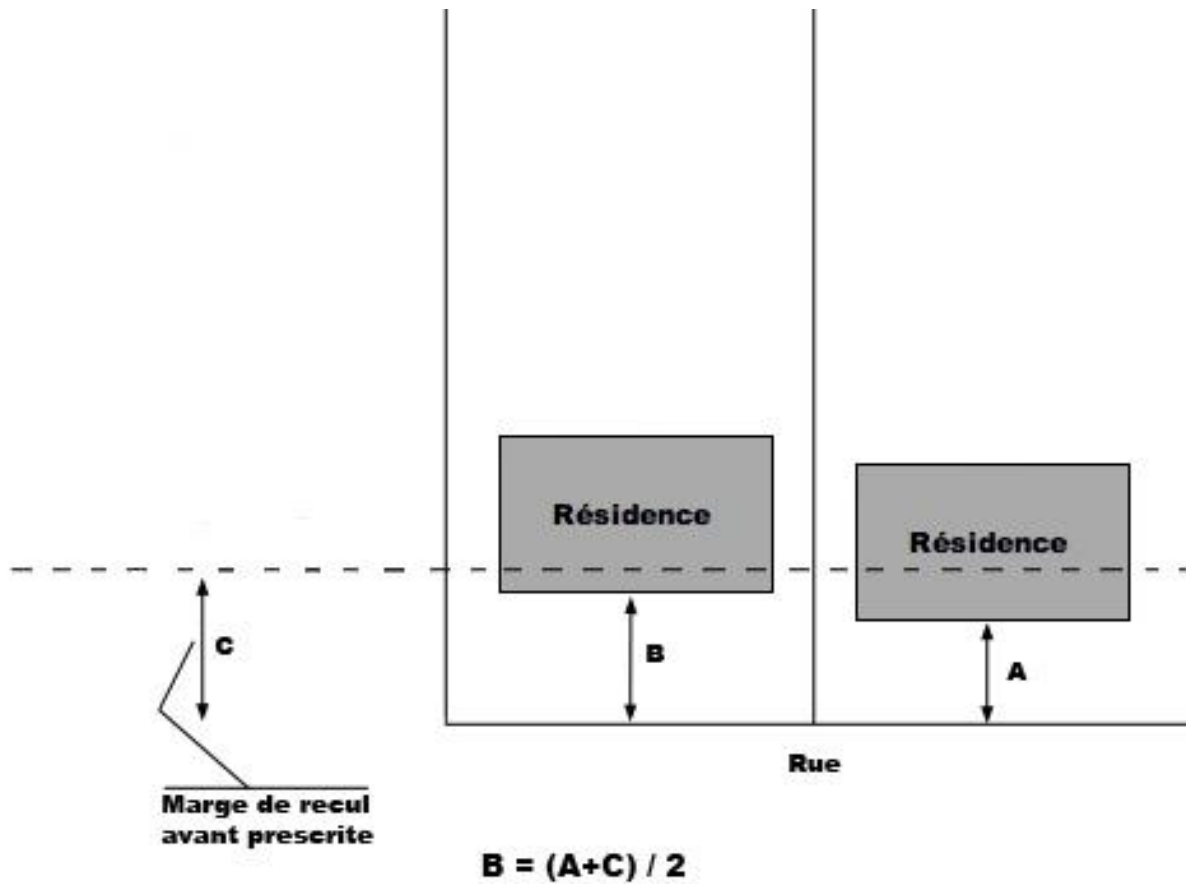 Résidence
Résidence
C
B
A
Rue
Marge de recul
avant prescrite
B = (A+C) / 2